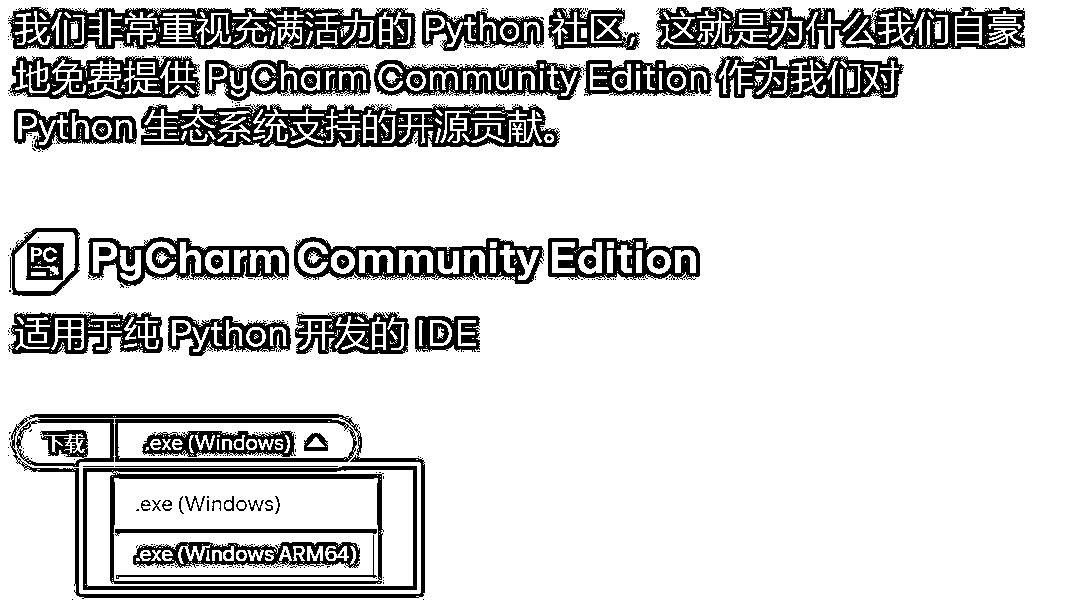 我们非常重视充满活力的 Python 社区，这就是为什么我们自豪
地免费提供 PyCharm Community Edition 作为我们对
Python 生态系统支持的开源贡献。
PC
PyCharm Community Edition
适用于纯 Python 开发的 IDE
下载
.exe (Windows)
.exe (Windows)
.exe (Windows ARM64)